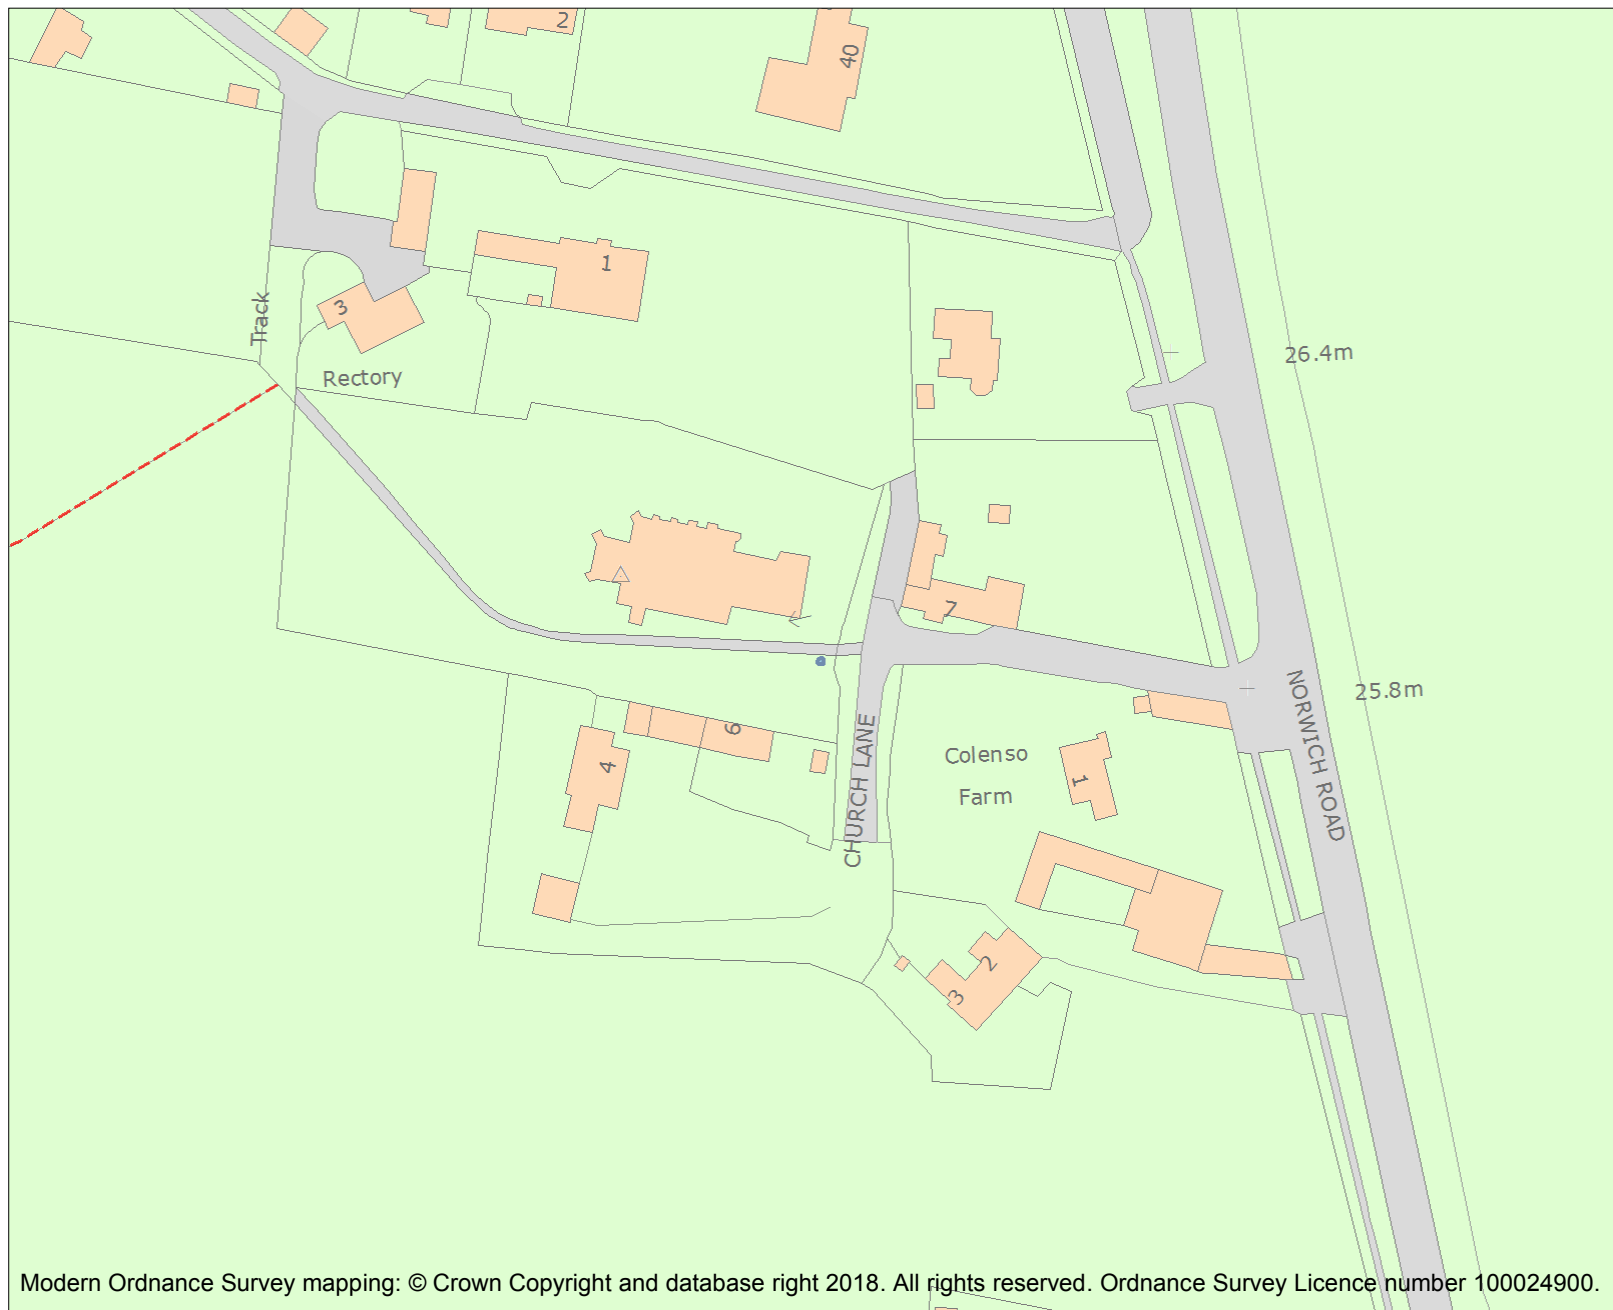 2
40
1
3
Track
Rectory
26.4m
7
25.8m
NORWICH ROAD
6
4
CHURCH LANE
Colenso
Farm
1
2
3
Modern Ordnance Survey mapping: © Crown Copyright and database right 2018. All rights reserved. Ordnance Survey Licence number 100024900.